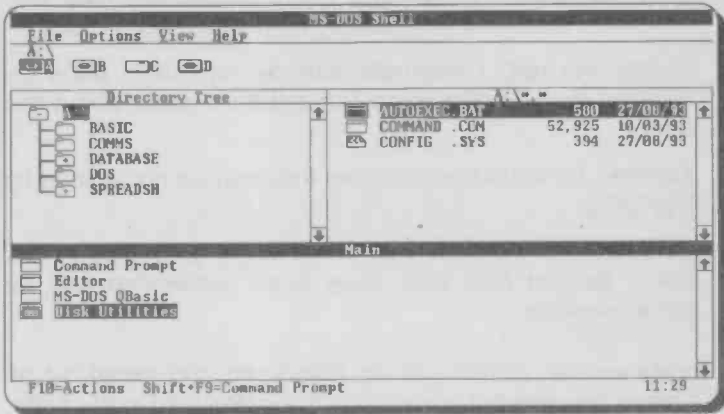 MS-DOS Shell
File Options View Help
A:\
A B C D
Directory Tree
A:\*.*
A:\
BASIC
COMMS
DATABASE
DOS
SPREADSH
AUTOEXEC.BAT 500 27/08/93
COMMAND .COM 52,925 10/03/93
CONFIG .SYS 394 27/08/93
Main
Command Prompt
Editor
MS-DOS QBasic
Disk Utilities
F10=Actions Shift+F9=Command Prompt
11:29